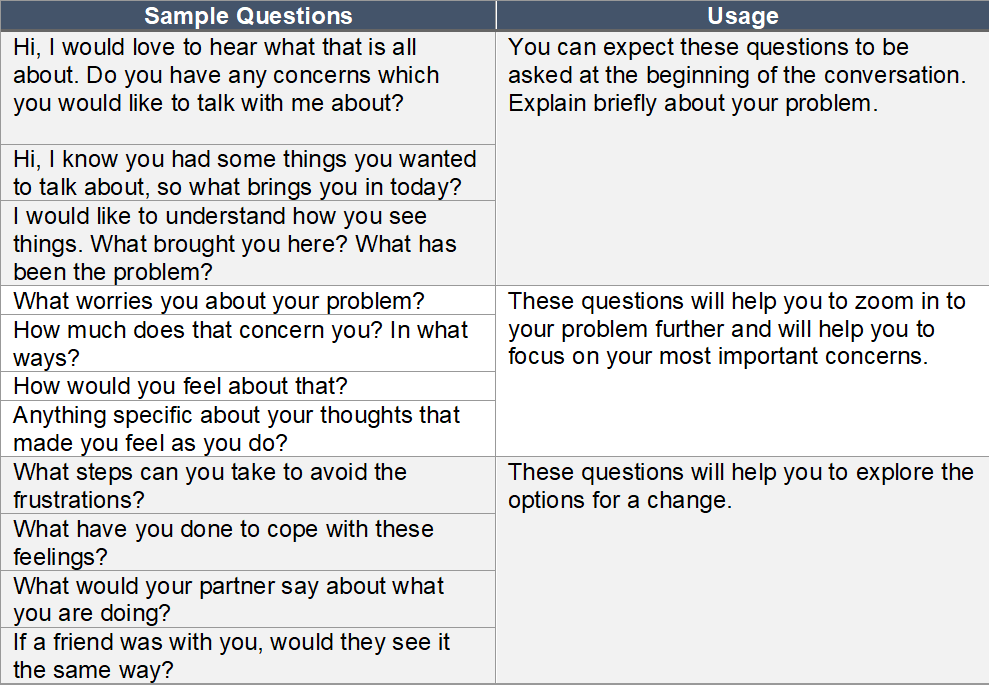 Sample Questions
Usage
Hi, I would love to hear what that is all
about. Do you have any concerns which
you would like to talk with me about?
You can expect these questions to be
asked at the beginning of the conversation.
Explain briefly about your problem.
Hi, I know you had some things you wanted
to talk about, so what brings you in today?
I would like to understand how you see
things. What brought you here? What has
been the problem?
What worries you about your problem?
These questions will help you to zoom in to
your problem further and will help you to
focus on your most important concerns.
How much does that concern you? In what
ways?
How would you feel about that?
Anything specific about your thoughts that
made you feel as you do?
What steps can you take to avoid the
frustrations?
These questions will help you to explore the
options for a change.
What have you done to cope with these
feelings?
What would your partner say about what
you are doing?
If a friend was with you, would they see it
the same way?